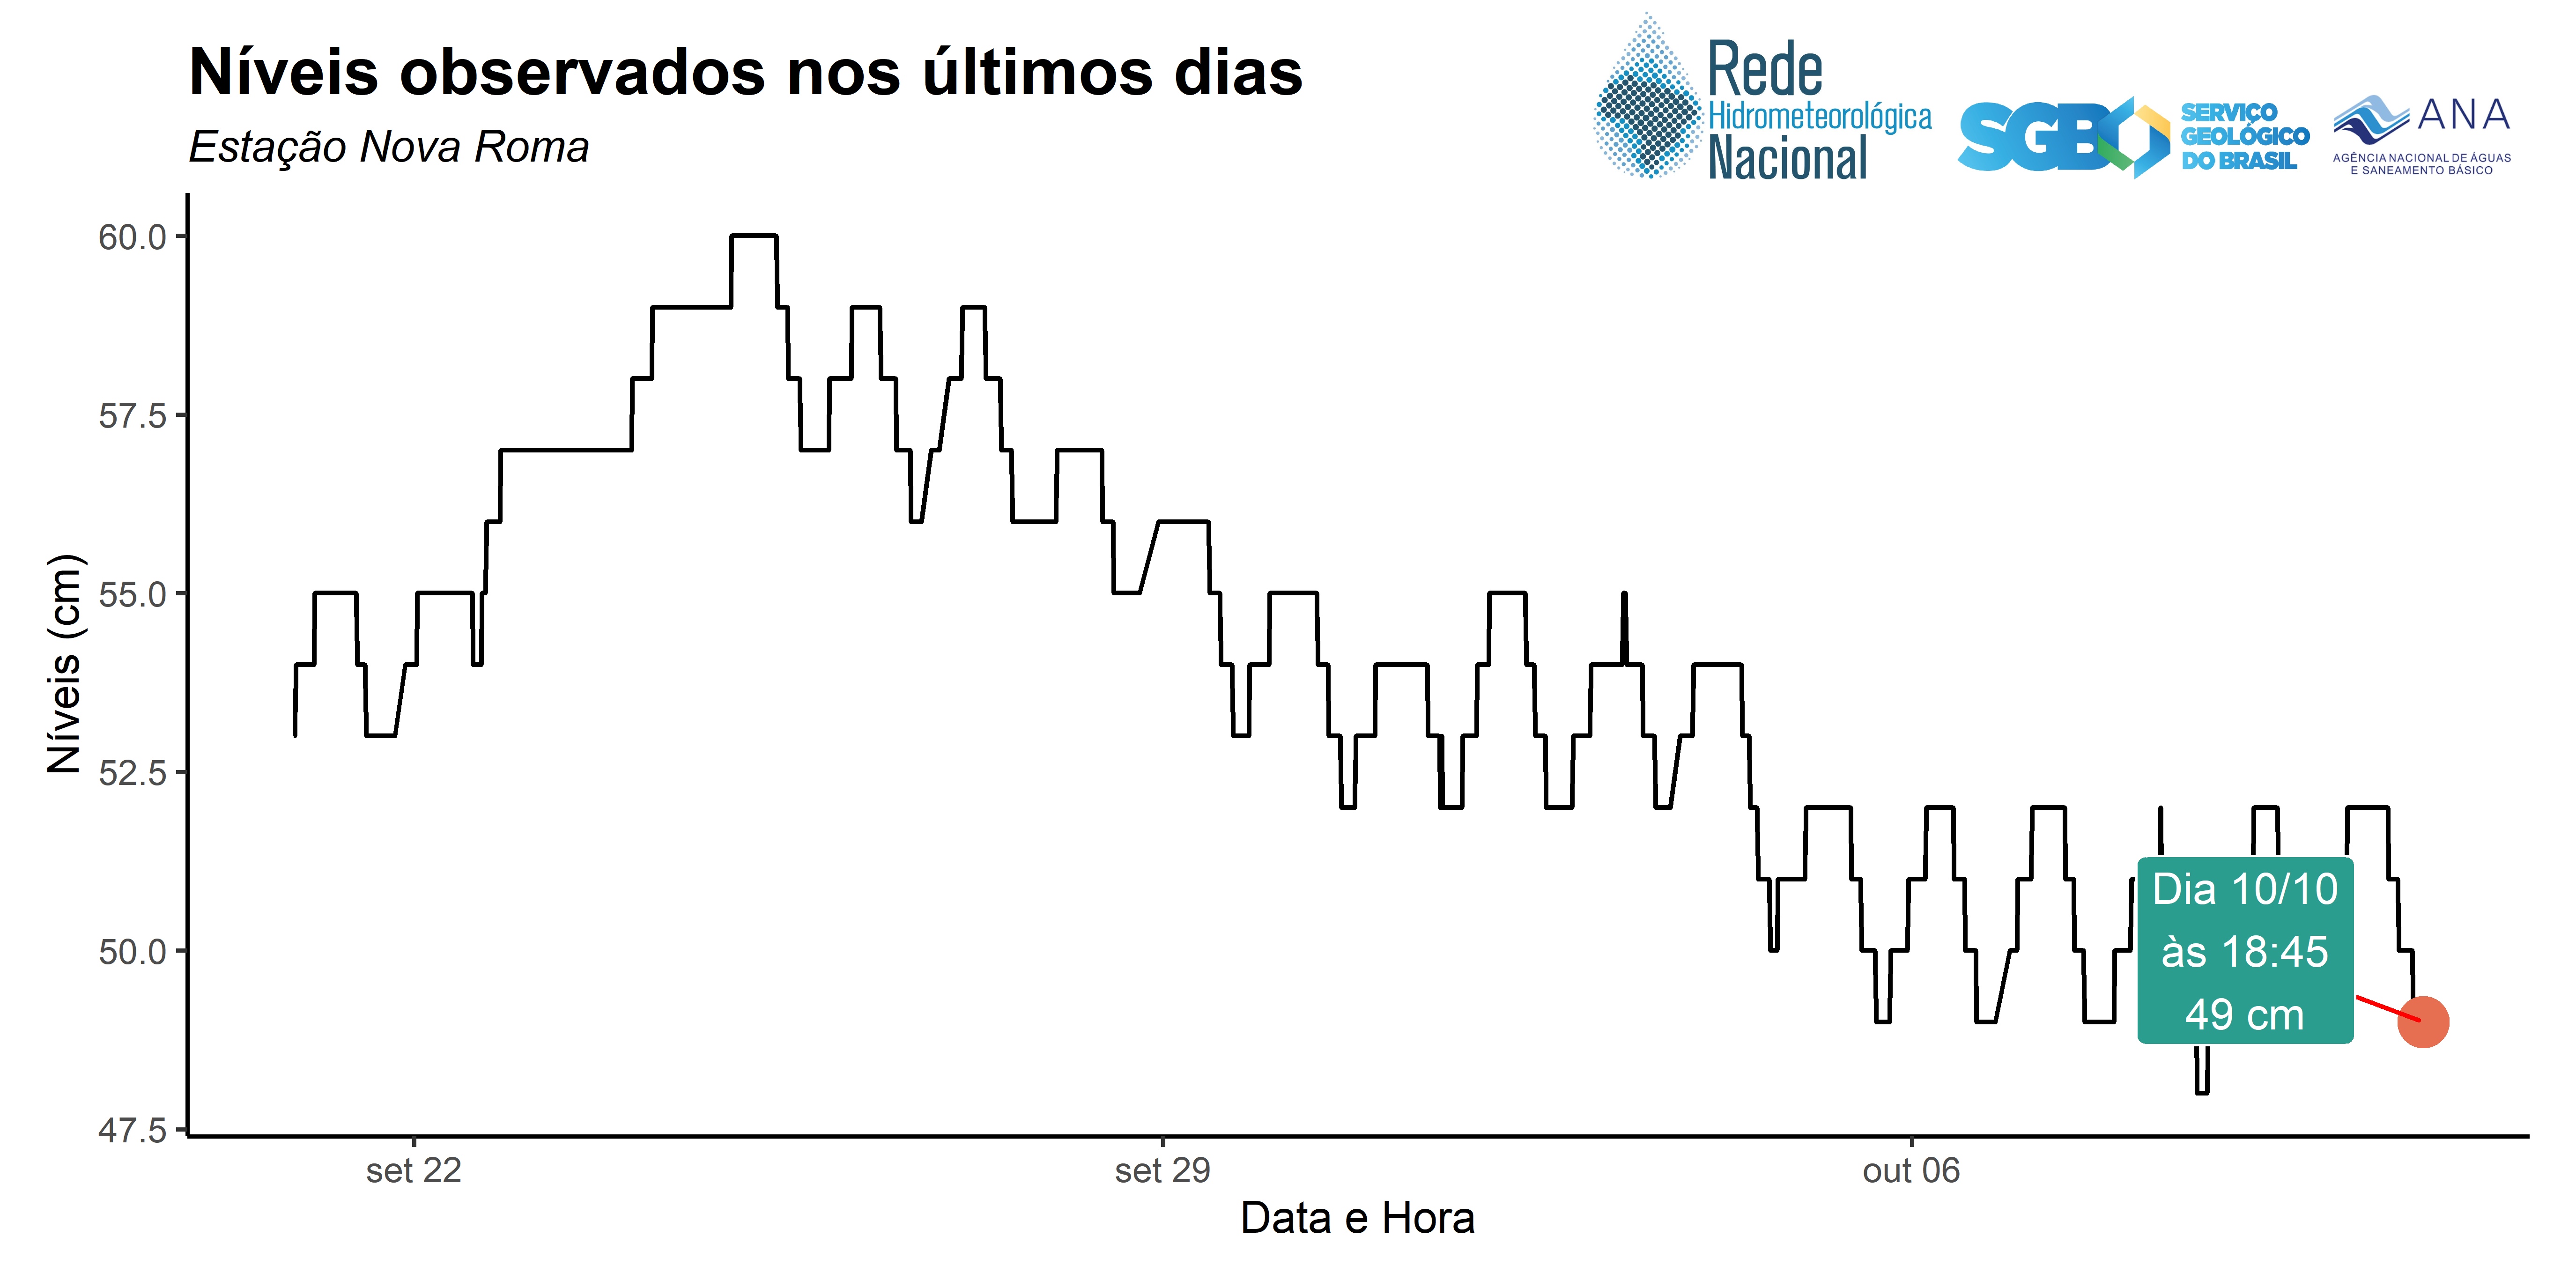 Níveis observados nos últimos dias
Estação Nova Roma
Rede
Hidrometeorológica
Nacional
SGB
SERVIÇO
GEOLÓGICO
DO BRASIL
ANA
AGÊNCIA NACIONAL DE ÁGUAS
E SANEAMENTO BÁSICO
Níveis (cm)
60.0
57.5
55.0
52.5
50.0
47.5
Dia 10/10
às 18:45
49 cm
set 22
set 29
out 06
Data e Hora